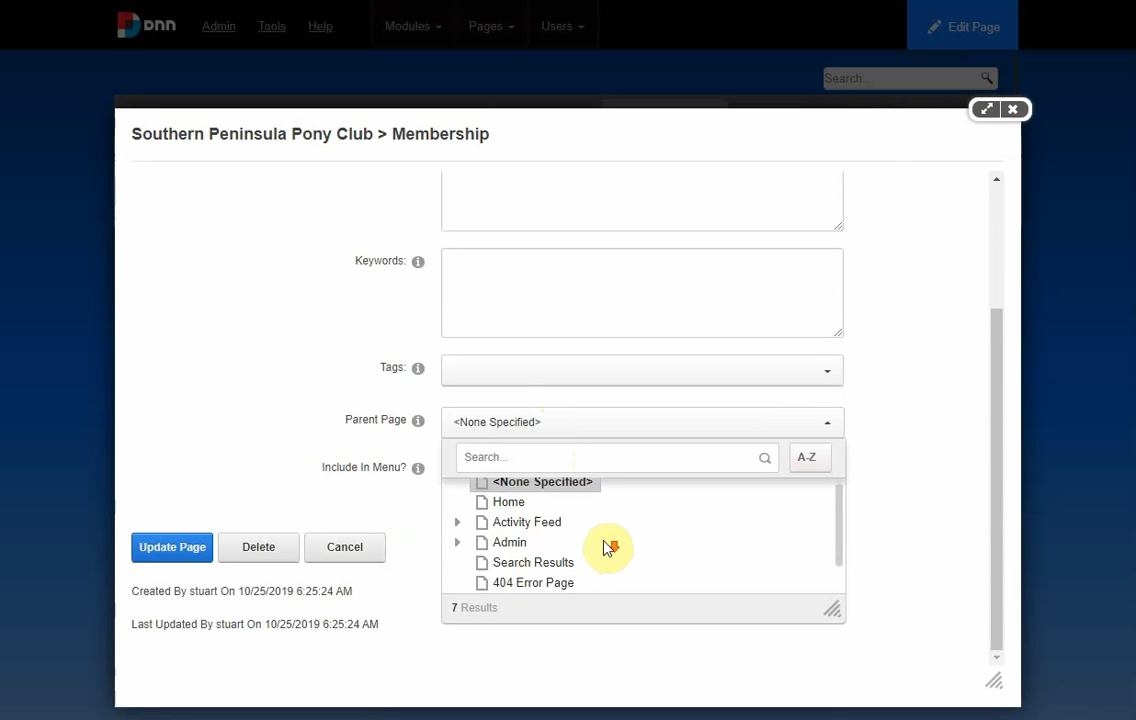 DNN Admin Tools Help Modules Pages Users Edit Page
Search...
Southern Peninsula Pony Club > Membership
Keywords:
Tags:
Parent Page <None Specified>
Search... A-Z
Include In Menu?
<None Specified>
Home
Activity Feed
Admin
Search Results
404 Error Page
7 Results
Update Page Delete Cancel
Created By stuart On 10/25/2019 6:25:24 AM
Last Updated By stuart On 10/25/2019 6:25:24 AM